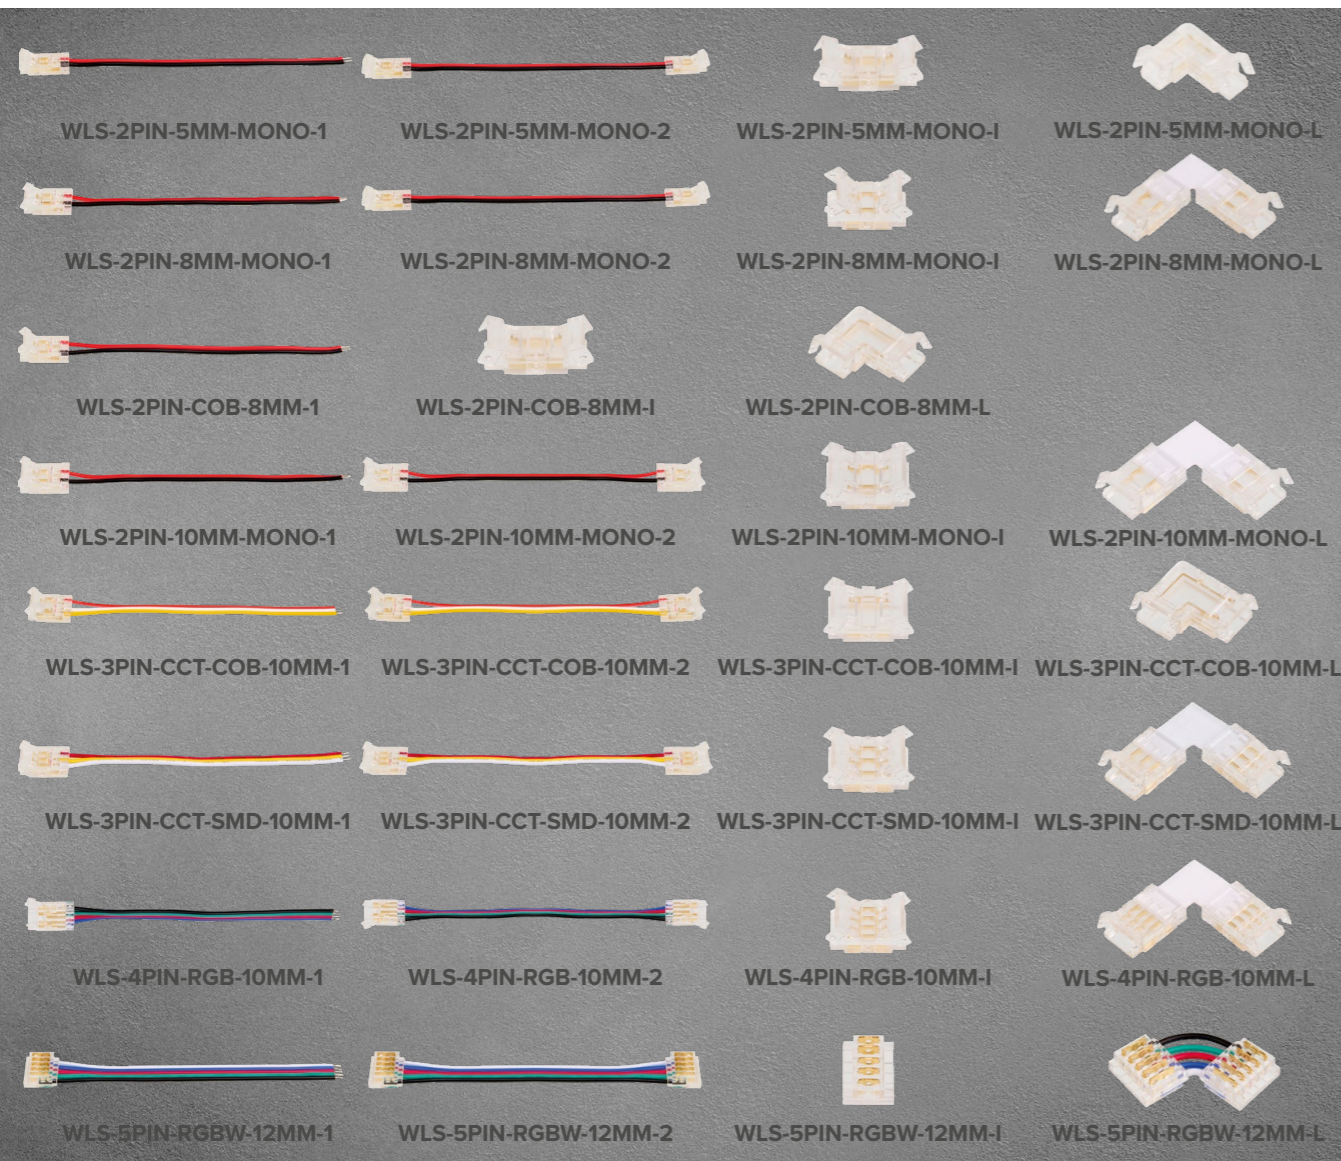 WLS-2PIN-5MM-MONO-1
WLS-2PIN-5MM-MONO-2
WLS-2PIN-5MM-MONO-I
WLS-2PIN-5MM-MONO-L
WLS-2PIN-8MM-MONO-1
WLS-2PIN-8MM-MONO-2
WLS-2PIN-8MM-MONO-I
WLS-2PIN-8MM-MONO-L
WLS-2PIN-COB-8MM-1
WLS-2PIN-COB-8MM-I
WLS-2PIN-COB-8MM-L
WLS-2PIN-10MM-MONO-1
WLS-2PIN-10MM-MONO-2
WLS-2PIN-10MM-MONO-I
WLS-2PIN-10MM-MONO-L
WLS-3PIN-CCT-COB-10MM-1
WLS-3PIN-CCT-COB-10MM-2
WLS-3PIN-CCT-COB-10MM-I
WLS-3PIN-CCT-COB-10MM-L
WLS-3PIN-CCT-SMD-10MM-1
WLS-3PIN-CCT-SMD-10MM-2
WLS-3PIN-CCT-SMD-10MM-I
WLS-3PIN-CCT-SMD-10MM-L
WLS-4PIN-RGB-10MM-1
WLS-4PIN-RGB-10MM-2
WLS-4PIN-RGB-10MM-I
WLS-4PIN-RGB-10MM-L
WLS-5PIN-RGBW-12MM-1
WLS-5PIN-RGBW-12MM-2
WLS-5PIN-RGBW-12MM-I
WLS-5PIN-RGBW-12MM-L